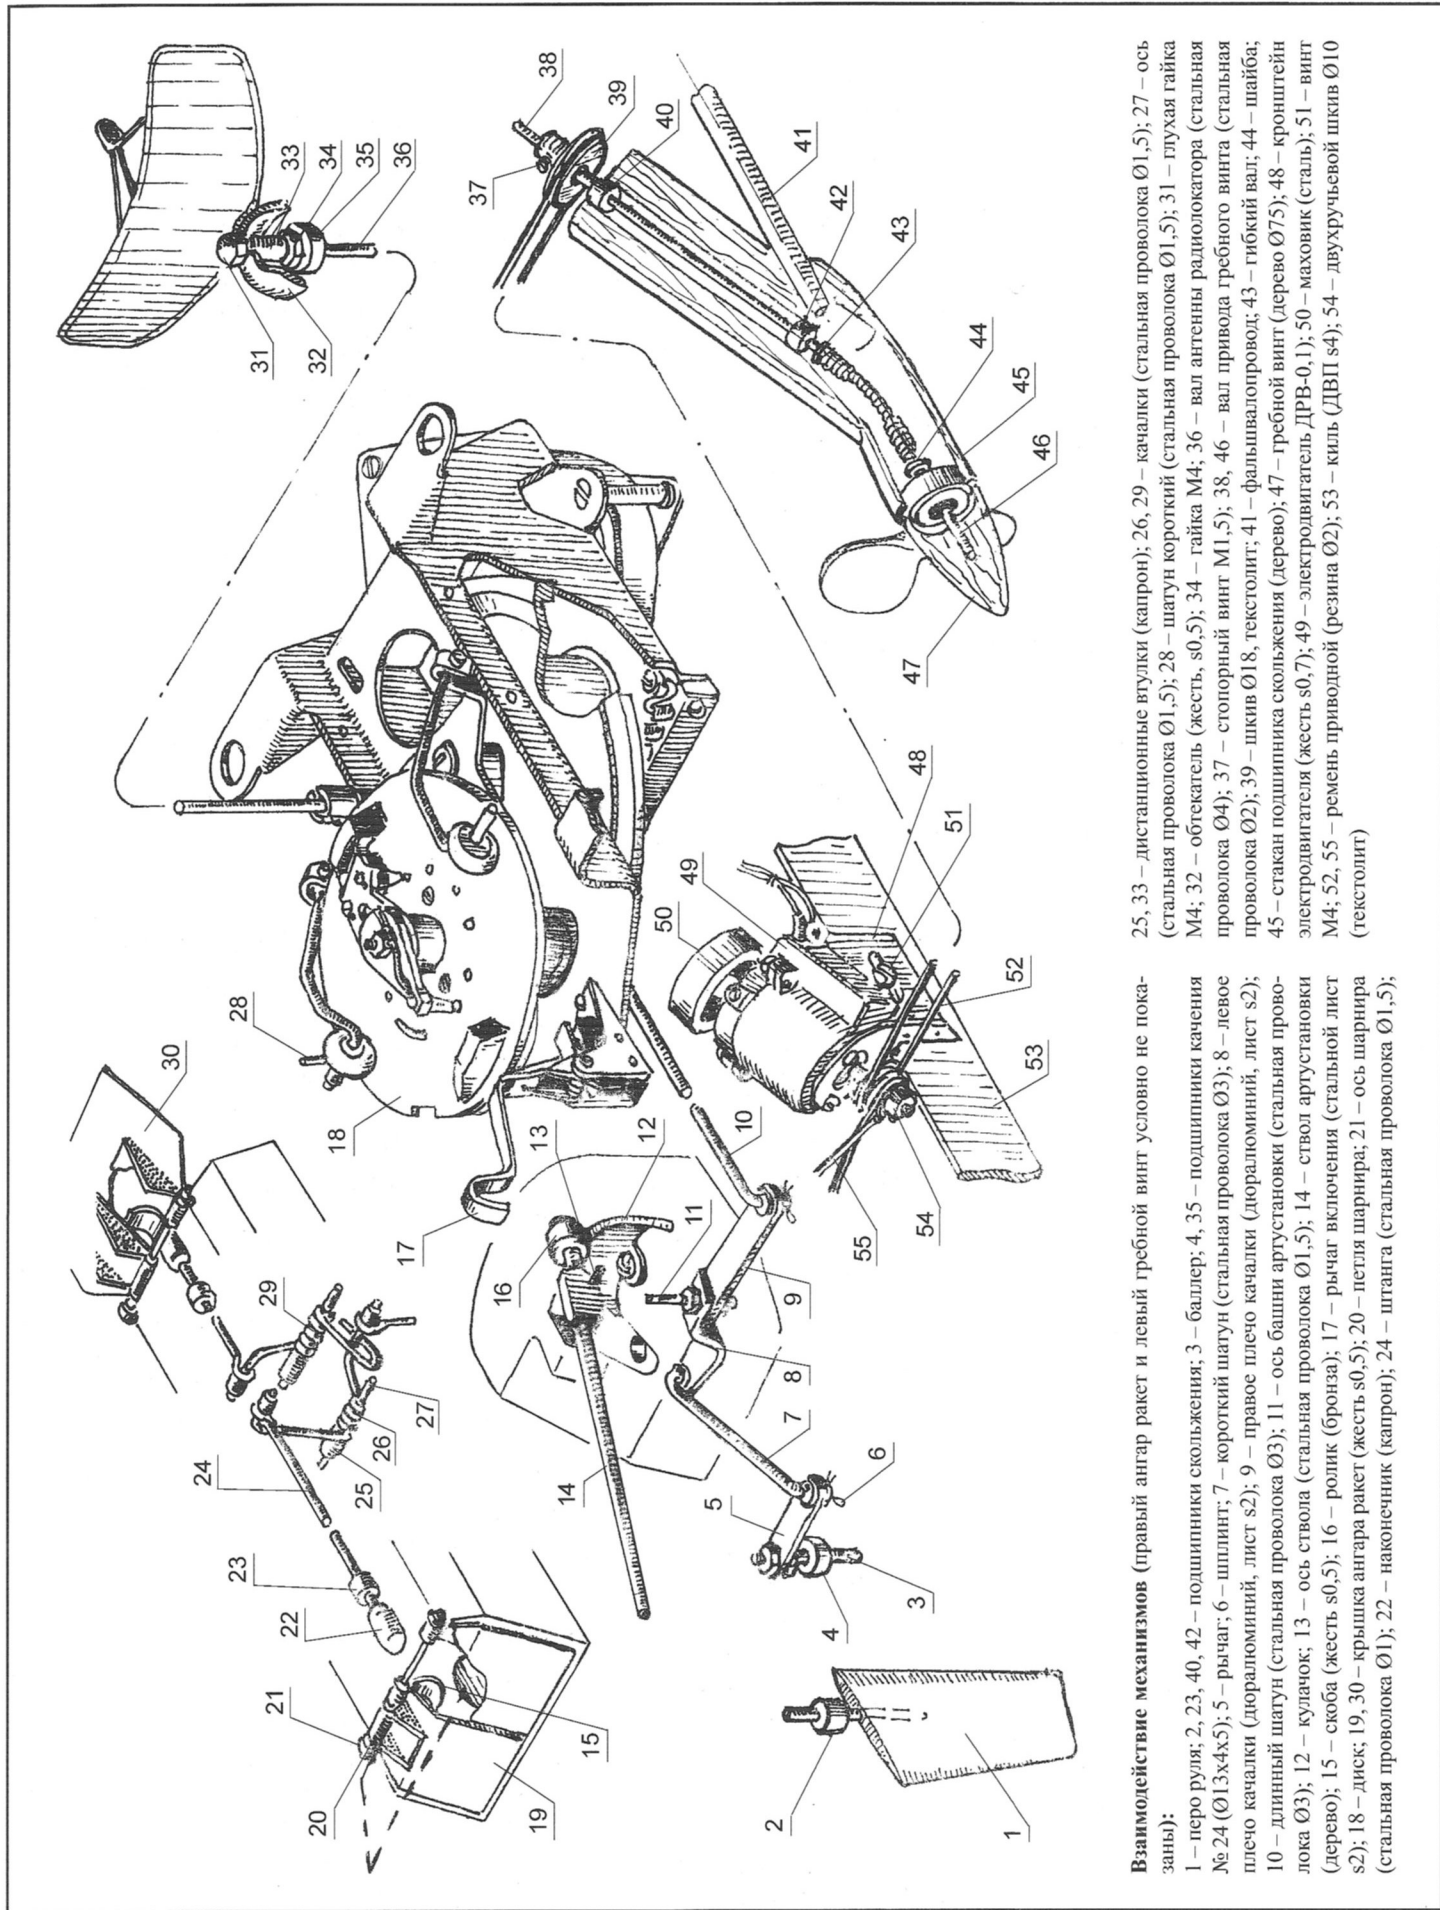 24
23
28
30
31
21
29
33
22
32
34
20
18
35
25
26
36
17
27
19
15
13
16
14
12
11
38
37
39
40
5
10
50
49
41
2
9
8
42
4
7
55
43
6
48
3
54
51
44
47
52
45
1
53
46
Взаимодействие механизмов (правый ангар ракет и левый гребной винт условно не пока-
заны):
1 – перо руля; 2, 23, 40, 42 – подшипники скольжения; 3 – баллер; 4, 35 – подшипники качения
№ 24 (Ø13х4х5); 5 – рычаг; 6 – шплинт; 7 – короткий шатун (стальная проволока Ø3); 8 – левое
плечо качалки (дюралюминий, лист s2); 9 – правое плечо качалки (дюралюминий, лист s2);
10 – длинный шатун (стальная проволока Ø3); 11 – ось башни артустановки (стальная прово-
лока Ø3); 12 – кулачок; 13 – ось ствола (стальная проволока Ø1,5); 14 – ствол артустановки
(дерево); 15 – скоба (жесть s0,5); 16 – ролик (бронза); 17 – рычаг включения (стальной лист
s2); 18 – диск; 19, 30 – крышка ангара ракет (жесть s0,5); 20 – петля шарнира; 21 – ось шарнира
(стальная проволока Ø1); 22 – наконечник (капрон); 24 – штанга (стальная проволока Ø1,5);
25, 33 – дистанционные втулки (капрон); 26, 29 – качалки (стальная проволока Ø1,5); 27 – ось
(стальная проволока Ø1,5); 28 – шатун короткий (стальная проволока Ø1,5); 31 – глухая гайка
М4; 32 – обтекатель (жесть, s0,5); 34 – гайка М4; 36 – вал антенны радиолокатора (стальная
проволока Ø4); 37 – стопорный винт М1,5); 38, 46 – вал привода гребного винта (стальная
проволока Ø2); 39 – шкив Ø18, текстолит; 41 – фальшвалопровод; 43 – гибкий вал; 44 – шайба;
45 – стакан подшипника скольжения (дерево); 47 – гребной винт (дерево Ø75); 48 – кронштейн
электродвигателя (жесть s0,7); 49 – электродвигатель ДРВ-0,1); 50 – маховик (сталь); 51 – винт
М4; 52, 55 – ремень приводной (резина Ø2); 53 – киль (ДВП s4); 54 – двухручьевой шкив Ø10
(текстолит)